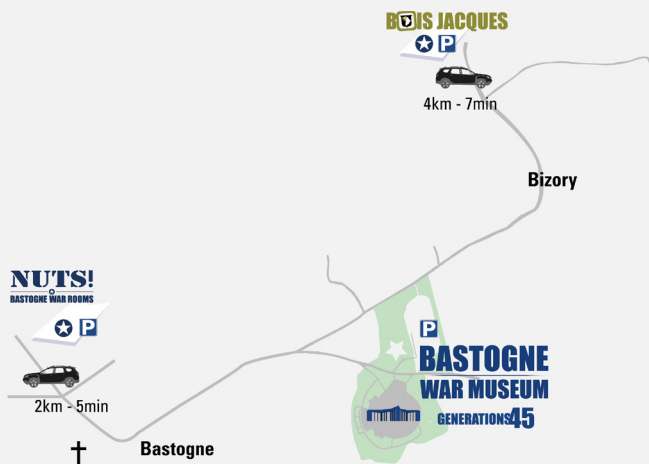 BOIS JACQUES
P
4km - 7min
Bizory
NUTS!
BASTOGNE WAR ROOMS
P
2km - 5min
Bastogne
P
BASTOGNE
WAR MUSEUM
GENERATIONS45